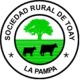 SOCIEDAD RURAL DE TOAY
LA PAMPA